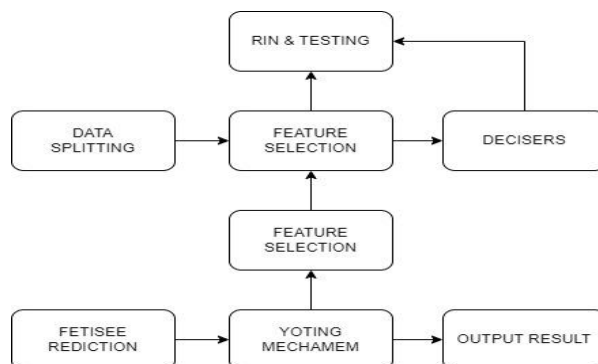 RIN & TESTING
DATA
SPLITTING
FEATURE
SELECTION
DECISERS
FEATURE
SELECTION
FETISEE
REDICTION
YOTING
MECHAMEM
OUTPUT RESULT